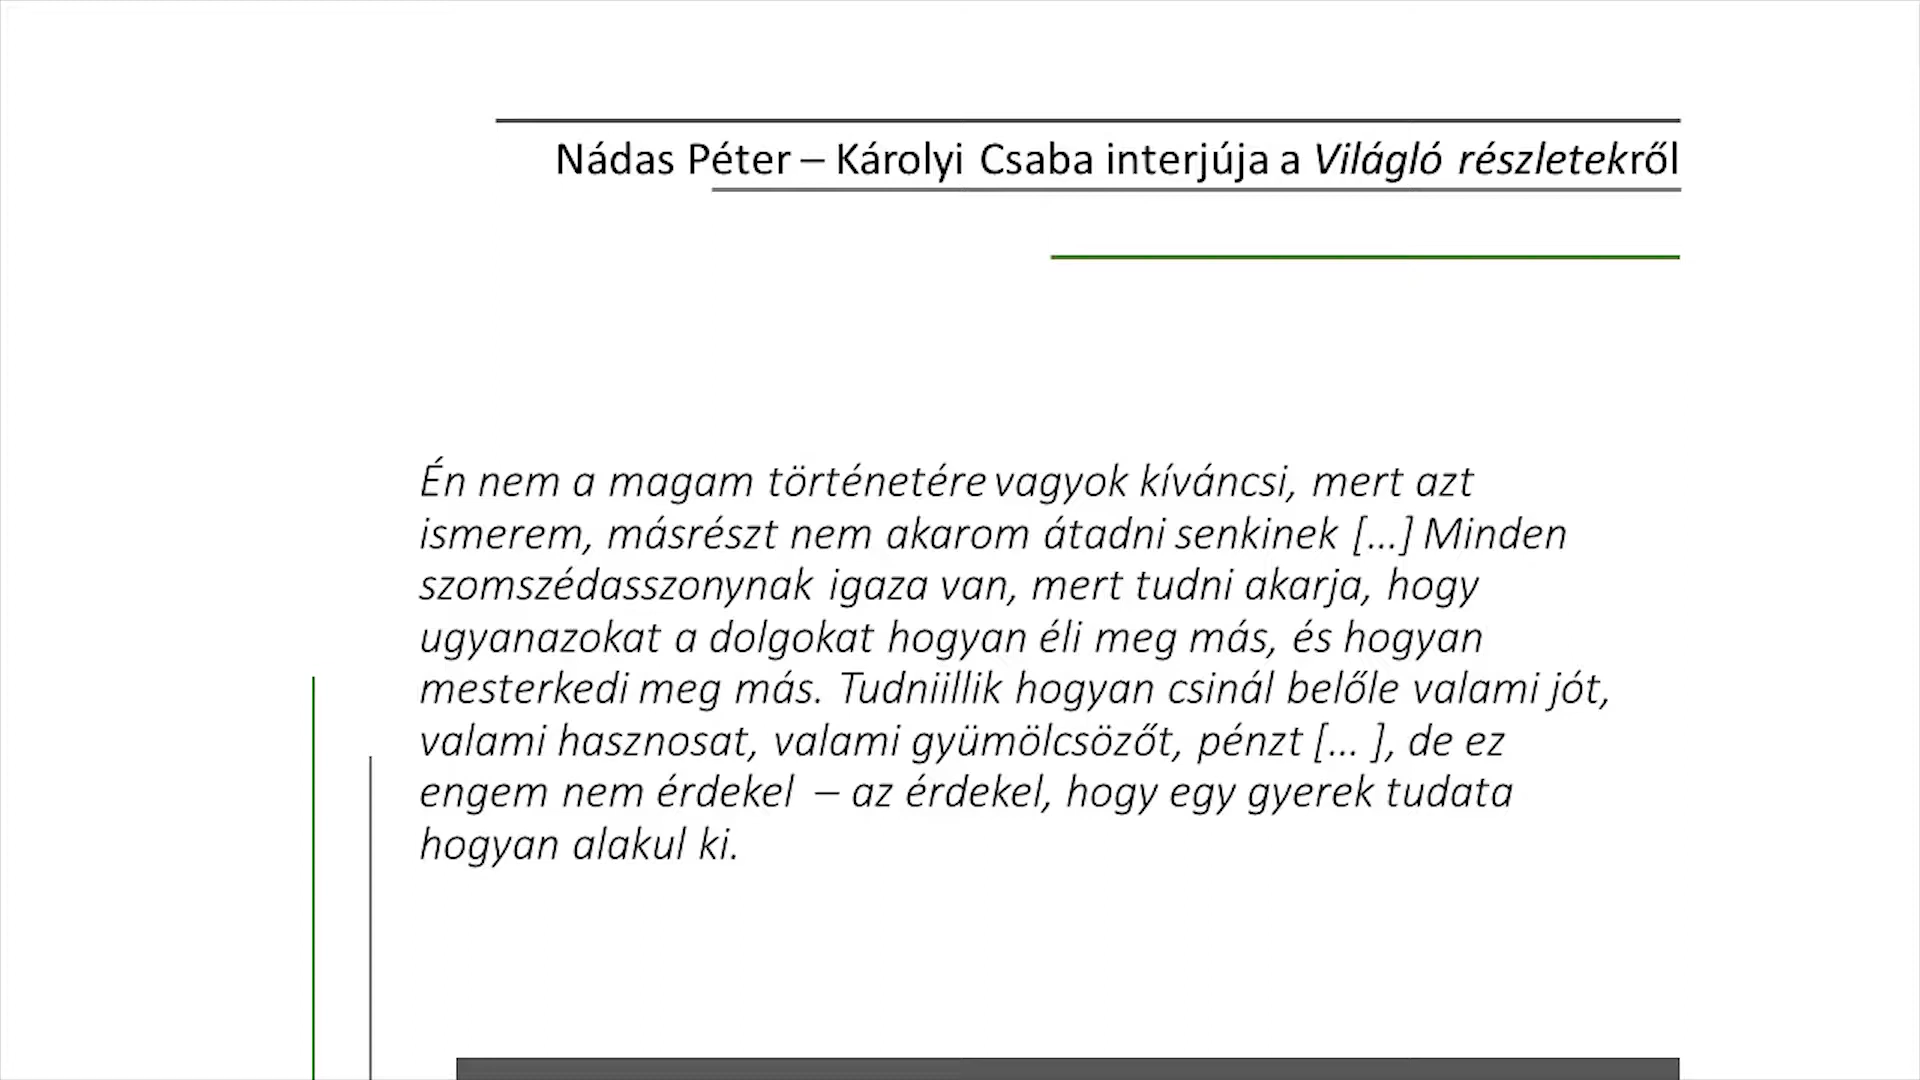 Nádas Péter – Károlyi Csaba interjúja a Világló részletekről
Én nem a magam történetére vagyok kíváncsi, mert azt
ismerem, másrészt nem akarom átadni senkinek [...] Minden
szomszédasszonynak igaza van, mert tudni akarja, hogy
ugyanazokat a dolgokat hogyan éli meg más, és hogyan
mesterkedi meg más. Tudniillik hogyan csinál belőle valami jót,
valami hasznosat, valami gyümölcsözőt, pénzt [... ], de ez
engem nem érdekel – az érdekel, hogy egy gyerek tudata
hogyan alakul ki.